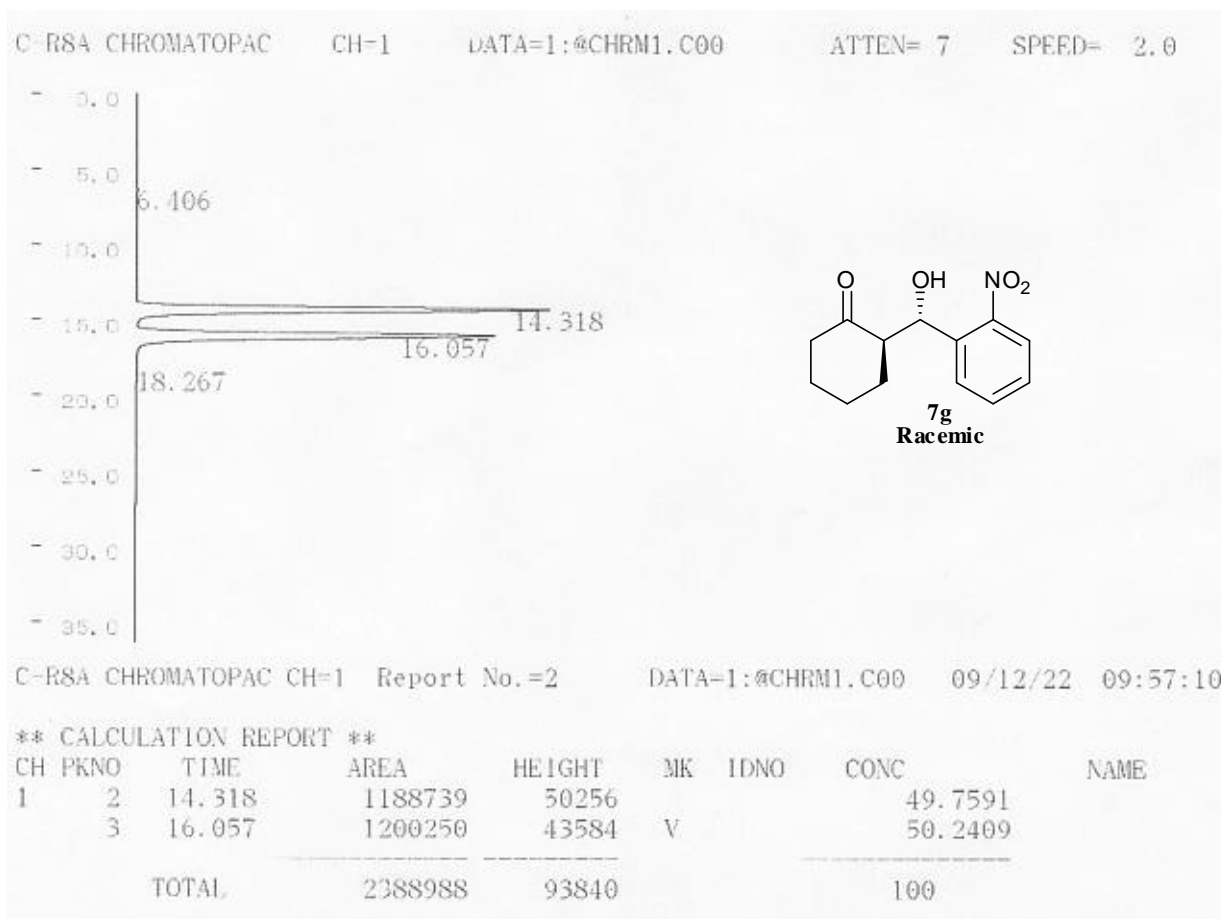 C-R8A CHROMATOPAC CH=1 DATA=1:@CHRM1.C00 ATTEN= 7 SPEED= 2.0
0.0
5.0
6.406
10.0
15.0
14.318
16.057
18.267
20.0
25.0
30.0
35.0
O OH NO2
7g
Racemic
C-R8A CHROMATOPAC CH=1 Report No.=2 DATA=1:@CHRM1.C00 09/12/22 09:57:10
** CALCULATION REPORT **
CH PKNO TIME AREA HEIGHT MK IDNO CONC NAME
1 2 14.318 1188739 50256 49.7591
3 16.057 1200250 43584 V 50.2409
TOTAL 2388988 93840 100